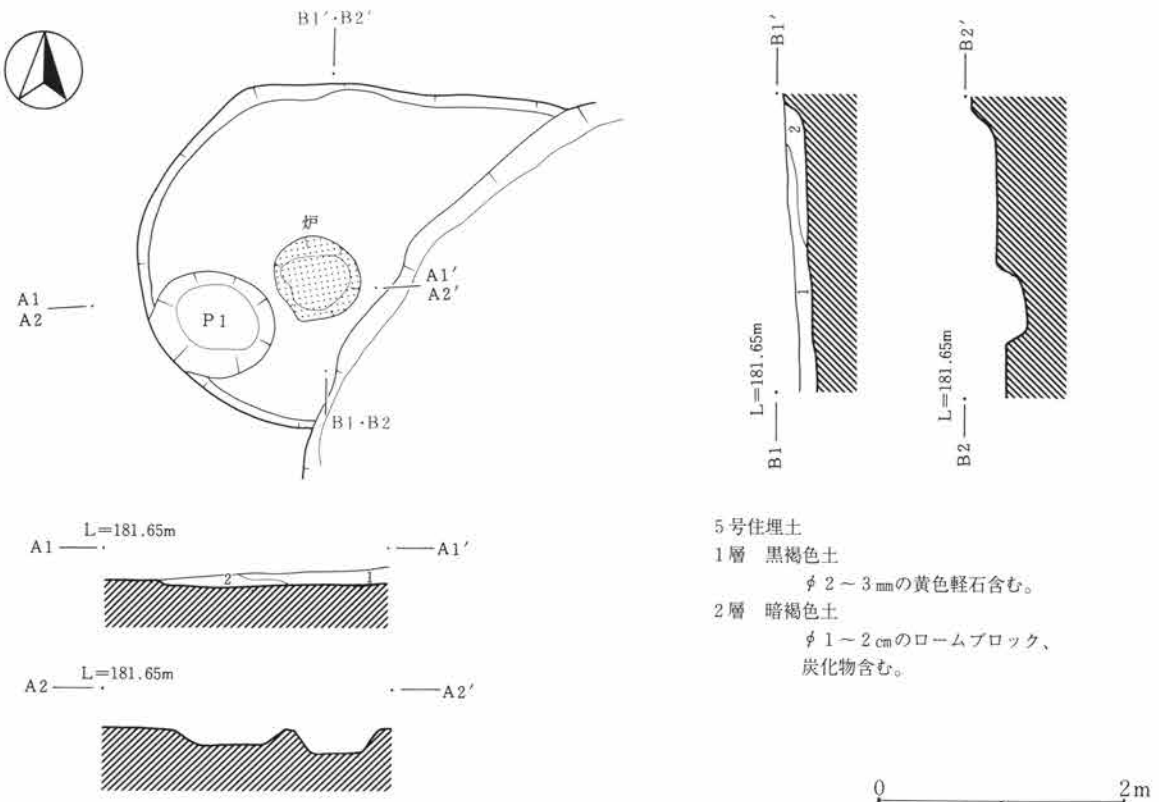 B1′・B2′
炉
A1′
A2′
A1
A2
P1
B1・B2
B1′
2
1
L=181.65m
B1
B2′
L=181.65m
B2
A1
L=181.65m
A1′
2
1
A2
L=181.65m
A2′
5号住埋土
1層 黒褐色土
φ2~3㎜の黄色軽石含む。
2層 暗褐色土
φ1~2㎝のロームブロック、
炭化物含む。
0 2m